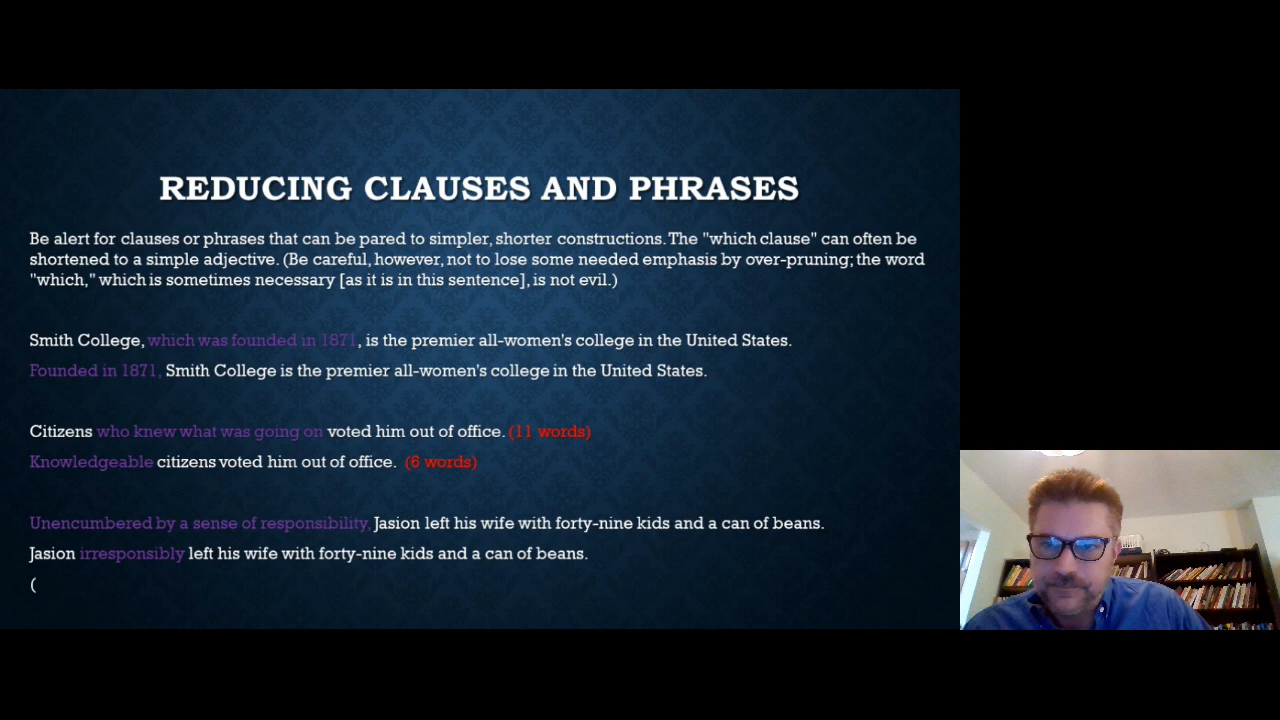 REDUCING CLAUSES AND PHRASES
Be alert for clauses or phrases that can be pared to simpler, shorter constructions. The "which clause" can often be
shortened to a simple adjective. (Be careful, however, not to lose some needed emphasis by over-pruning; the word
"which," which is sometimes necessary [as it is in this sentence], is not evil.)
Smith College, which was founded in 1871, is the premier all-women's college in the United States.
Founded in 1871, Smith College is the premier all-women's college in the United States.
Citizens who knew what was going on voted him out of office. (11 words)
Knowledgeable citizens voted him out of office. (6 words)
Unencumbered by a sense of responsibility, Jasion left his wife with forty-nine kids and a can of beans.
Jasion irresponsibly left his wife with forty-nine kids and a can of beans.
(